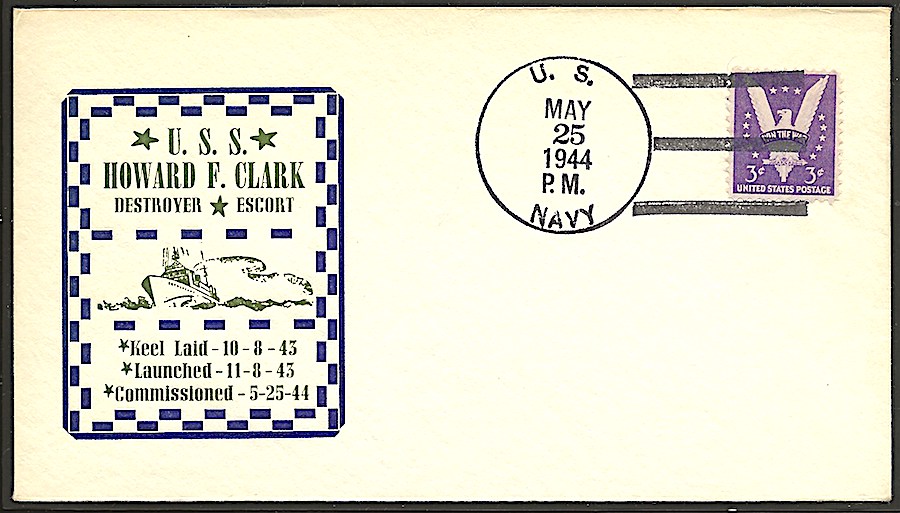 U. S. S.
HOWARD F. CLARK
DESTROYER ESCORT
Keel Laid - 10 - 8 - 43
Launched - 11 - 8 - 43
Commissioned - 5-25-44
U. S.
MAY
25
1944
P. M.
NAVY
WIN THE WAR
3¢ 3¢
UNITED STATES POSTAGE